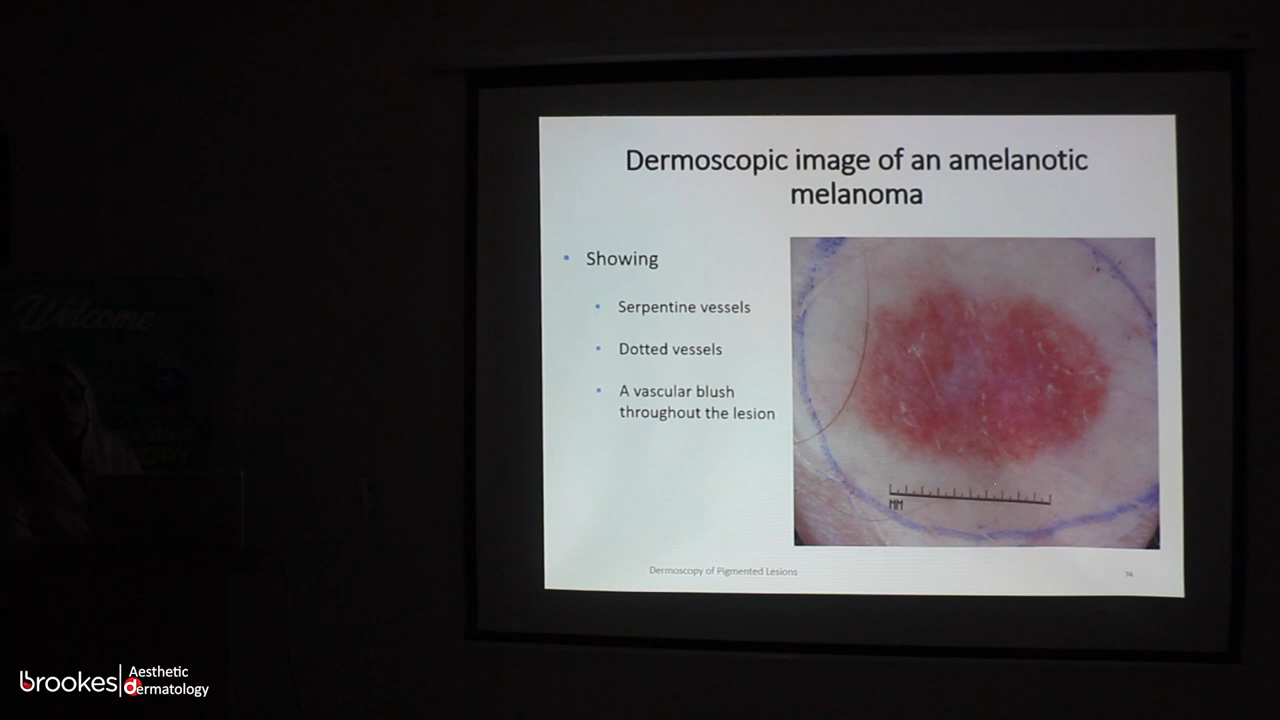 Dermoscopic image of an amelanotic
melanoma
• Showing
• Serpentine vessels
• Dotted vessels
• A vascular blush
throughout the lesion
MM
Dermoscopy of Pigmented Lesions
Welcome
brookes
Aesthetic
dermatology